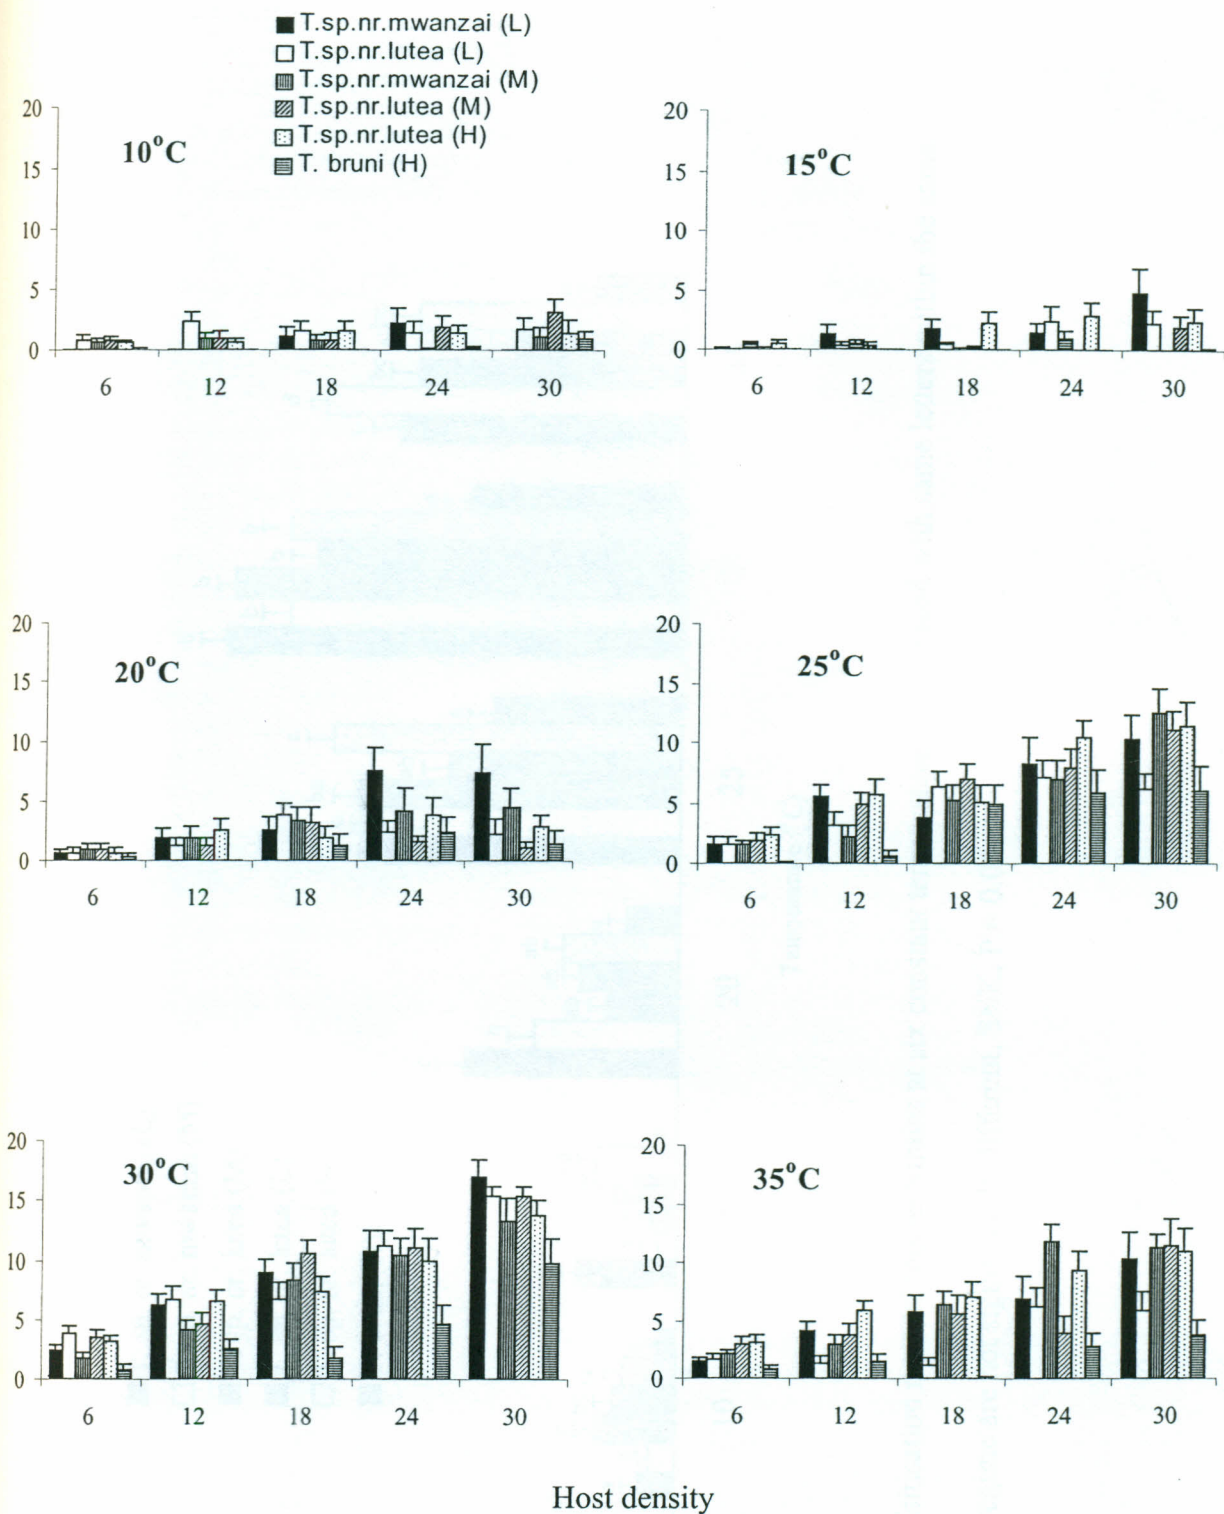 T.sp.nr.mwanzai (L)
T.sp.nr.lutea (L)
T.sp.nr.mwanzai (M)
T.sp.nr.lutea (M)
T.sp.nr.lutea (H)
T. bruni (H)
10°C
20
15
10
5
0
6 12 18 24 30
15°C
20
15
10
5
0
6 12 18 24 30
20°C
20
15
10
5
0
6 12 18 24 30
25°C
20
15
10
5
0
6 12 18 24 30
30°C
20
15
10
5
0
6 12 18 24 30
35°C
20
15
10
5
0
6 12 18 24 30
Host density